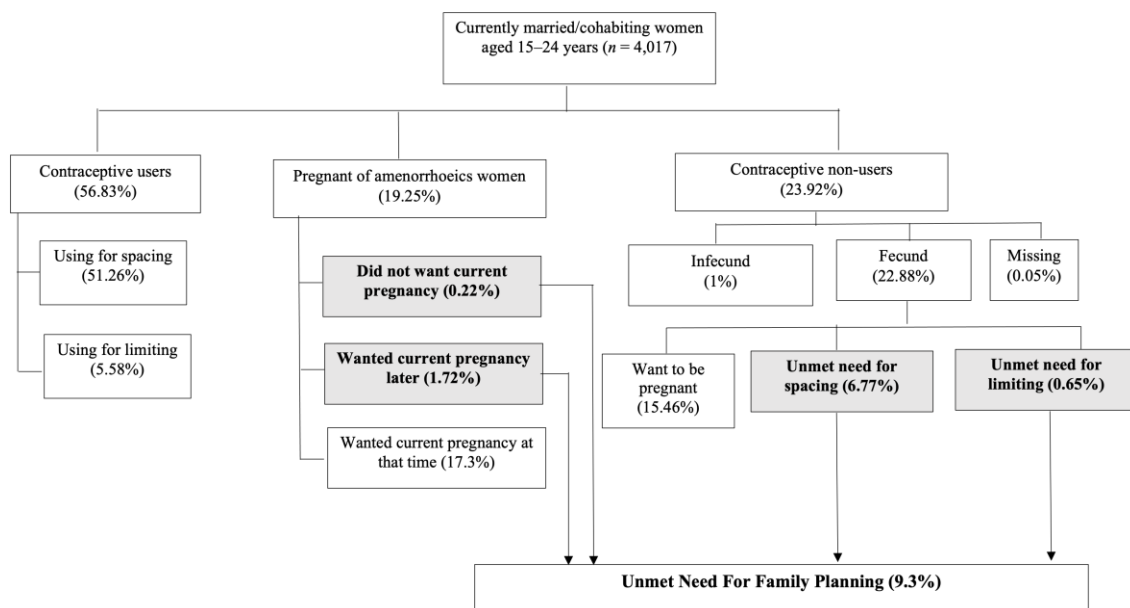 Currently married/cohabiting women
aged 15–24 years (n = 4,017)
Contraceptive users
(56.83%)
Using for spacing
(51.26%)
Using for limiting
(5.58%)
Pregnant of amenorrhoeics women
(19.25%)
Did not want current
pregnancy (0.22%)
Wanted current pregnancy
later (1.72%)
Wanted current pregnancy at
that time (17.3%)
Contraceptive non-users
(23.92%)
Infecund
(1%)
Fecund
(22.88%)
Missing
(0.05%)
Want to be
pregnant
(15.46%)
Unmet need for
spacing (6.77%)
Unmet need for
limiting (0.65%)
Unmet Need For Family Planning (9.3%)